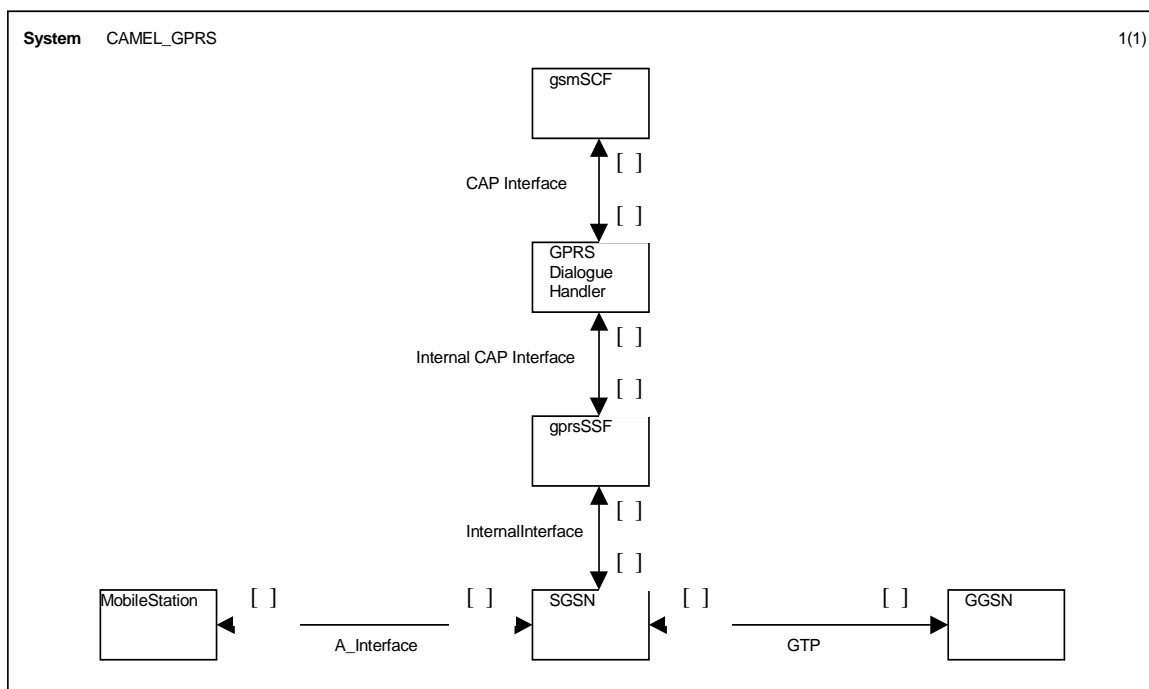 System CAMEL_GPRS 1(1)
gsmSCF
[ ]
CAP Interface
[ ]
GPRS
Dialogue
Handler
[ ]
Internal CAP Interface
[ ]
gprsSSF
[ ]
InternalInterface
[ ]
MobileStation [ ] [ ] SGSN [ ] [ ] GGSN
A_Interface GTP